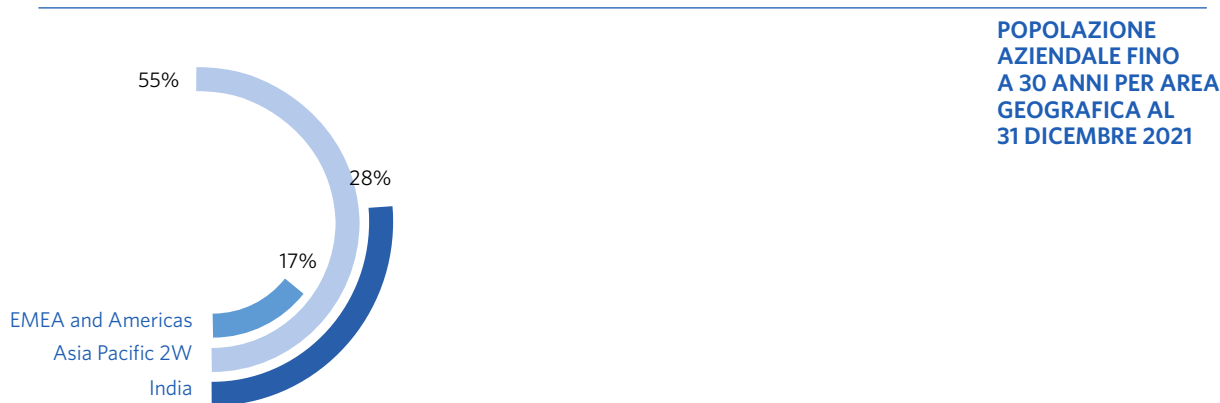 POPOLAZIONE
AZIENDALE FINO
A 30 ANNI PER AREA
GEOGRAFICA AL
31 DICEMBRE 2021
55%
28%
17%
EMEA and Americas
Asia Pacific 2W
India